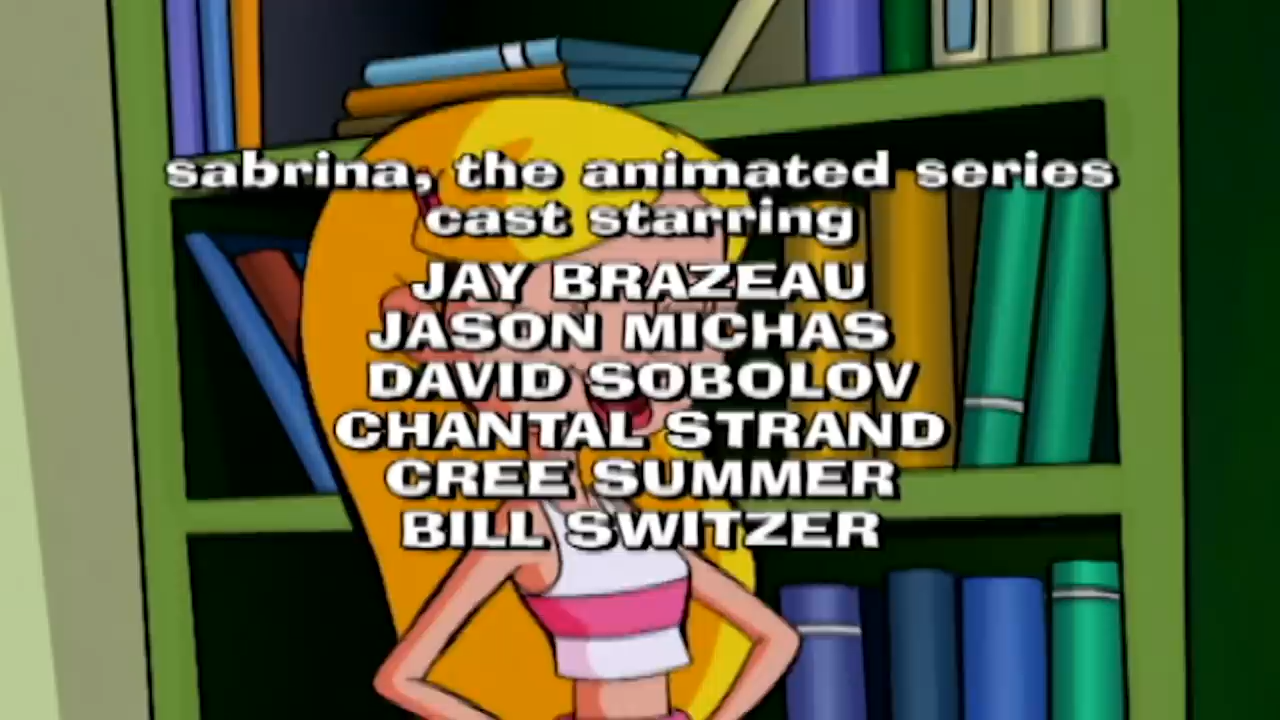 sabrina, the animated series
cast starring
JAY BRAZEAU
JASON MICHAS
DAVID SOBOLOV
CHANTAL STRAND
CREE SUMMER
BILL SWITZER